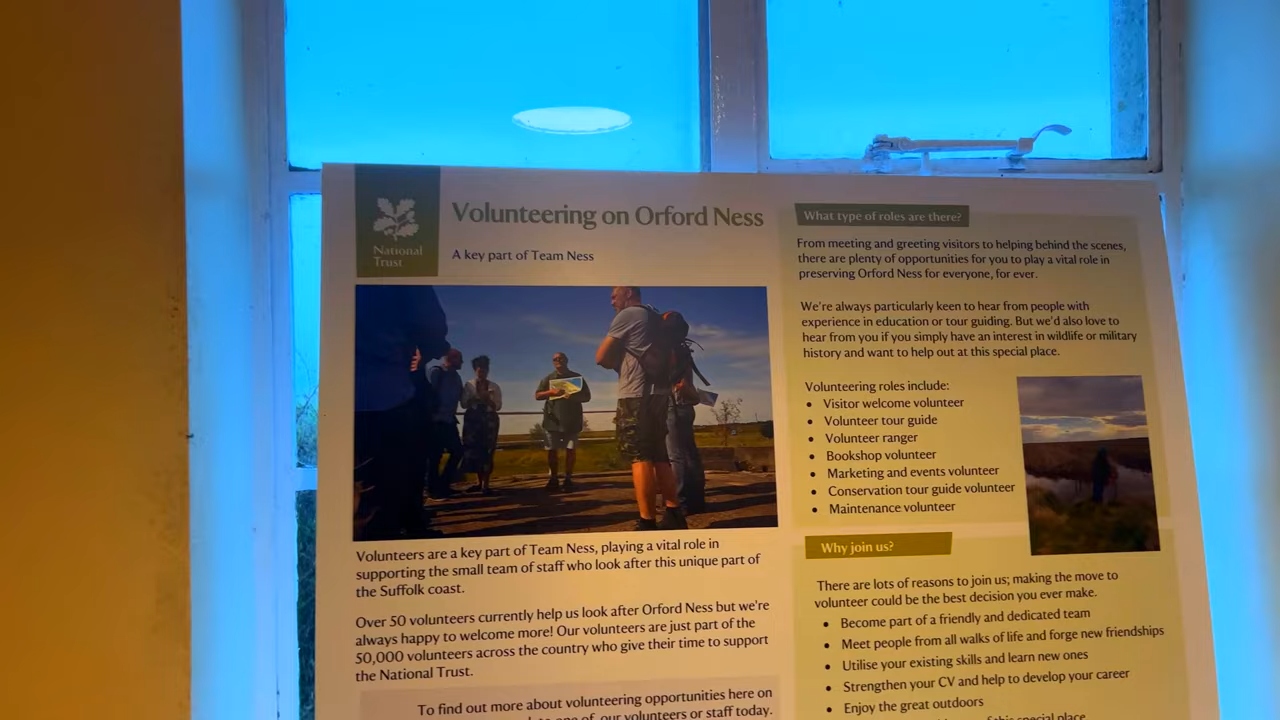 National
Trust
Volunteering on Orford Ness
A key part of Team Ness
Volunteers are a key part of Team Ness, playing a vital role in
supporting the small team of staff who look after this unique part of
the Suffolk coast.
Over 50 volunteers currently help us look after Orford Ness but we're
always happy to welcome more! Our volunteers are just part of the
50,000 volunteers across the country who give their time to support
the National Trust.
To find out more about volunteering opportunities here on
one of our volunteers or staff today.
What type of roles are there?
From meeting and greeting visitors to helping behind the scenes,
there are plenty of opportunities for you to play a vital role in
preserving Orford Ness for everyone, for ever.
We're always particularly keen to hear from people with
experience in education or tour guiding. But we'd also love to
hear from you if you simply have an interest in wildlife or military
history and want to help out at this special place.
Volunteering roles include:
• Visitor welcome volunteer
• Volunteer tour guide
• Volunteer ranger
• Bookshop volunteer
• Marketing and events volunteer
• Conservation tour guide volunteer
• Maintenance volunteer
Why join us?
There are lots of reasons to join us; making the move to
volunteer could be the best decision you ever make.
• Become part of a friendly and dedicated team
• Meet people from all walks of life and forge new friendships
• Utilise your existing skills and learn new ones
• Strengthen your CV and help to develop your career
• Enjoy the great outdoors
of this special place